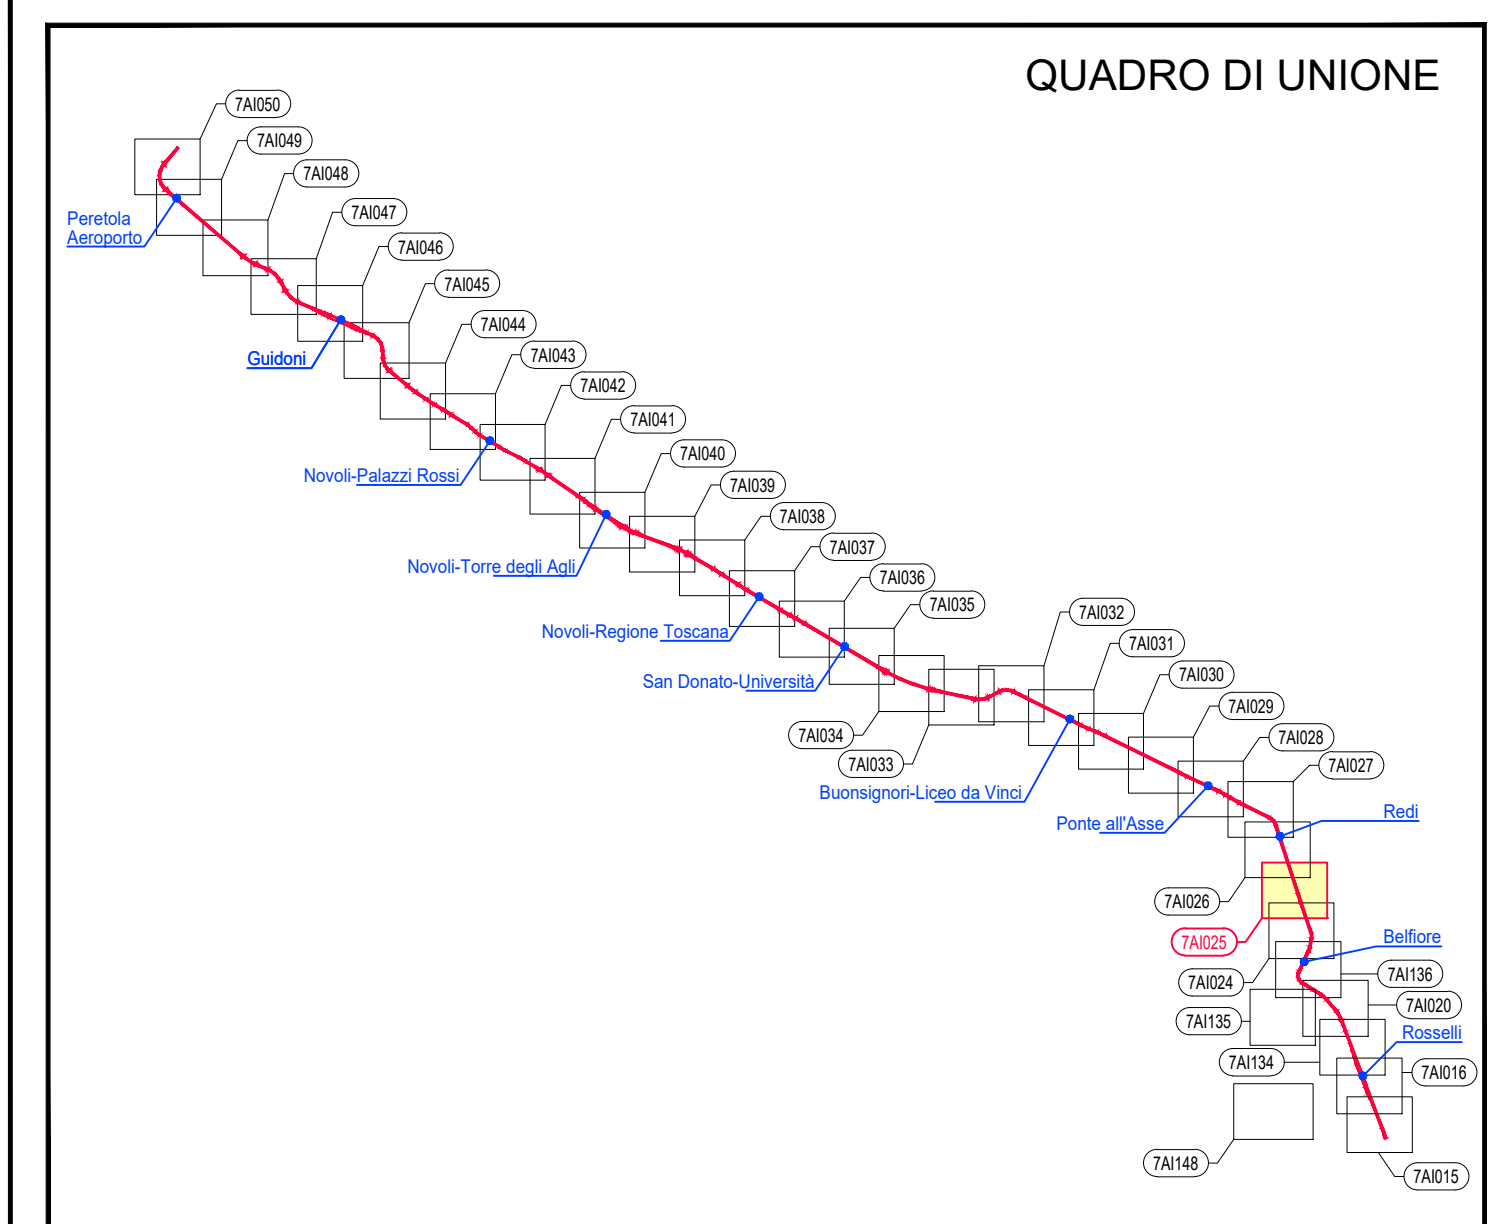 QUADRO DI UNIONE
7AI050
7AI049
7AI048
7AI047
7AI046
7AI045
7AI044
7AI043
7AI042
7AI041
7AI040
7AI039
7AI038
7AI037
7AI036
7AI035
7AI032
7AI031
7AI030
7AI029
7AI028
7AI027
Peretola
Aeroporto
Guidoni
Novoli-Palazzi Rossi
Novoli-Torre degli Agli
Novoli-Regione Toscana
San Donato-Università
7AI034
7AI033
Buonsignori-Liceo da Vinci
Ponte all'Asse
Redi
7AI026
7AI025
Belfiore
7AI024
7AI136
7AI020
7AI135
Rosselli
7AI134
7AI016
7AI148
7AI015